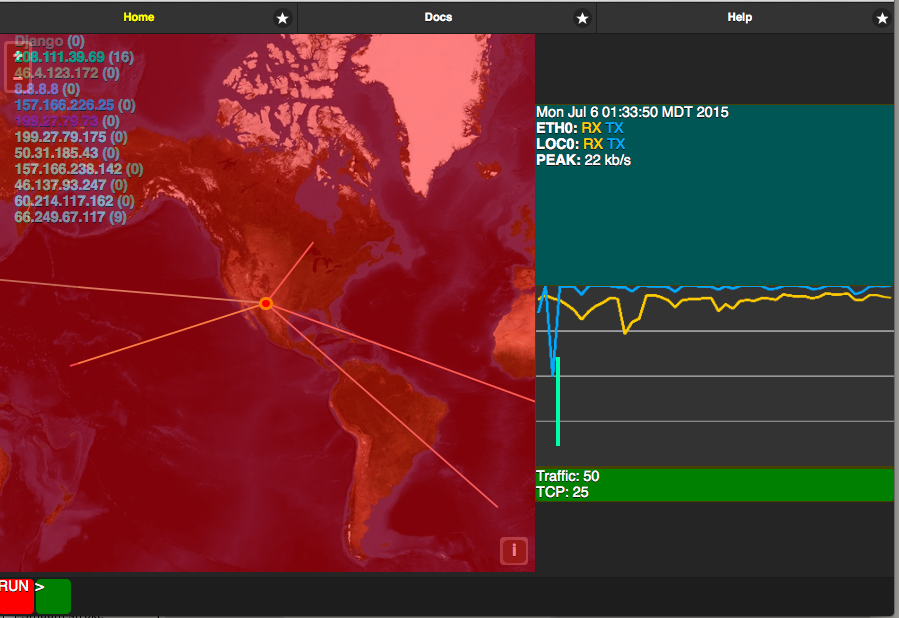 Home
Docs
Help
Django (0)
208.111.39.69 (16)
46.4.123.172 (0)
8.8.8.8 (0)
157.166.226.25 (0)
199.27.79.73 (0)
199.27.79.175 (0)
50.31.185.43 (0)
157.166.238.142 (0)
46.137.93.247 (0)
60.214.117.162 (0)
66.249.67.117 (9)
+
-
Mon Jul 6 01:33:50 MDT 2015
ETH0: RX TX
LOC0: RX TX
PEAK: 22 kb/s
Traffic: 50
TCP: 25
i
RUN >